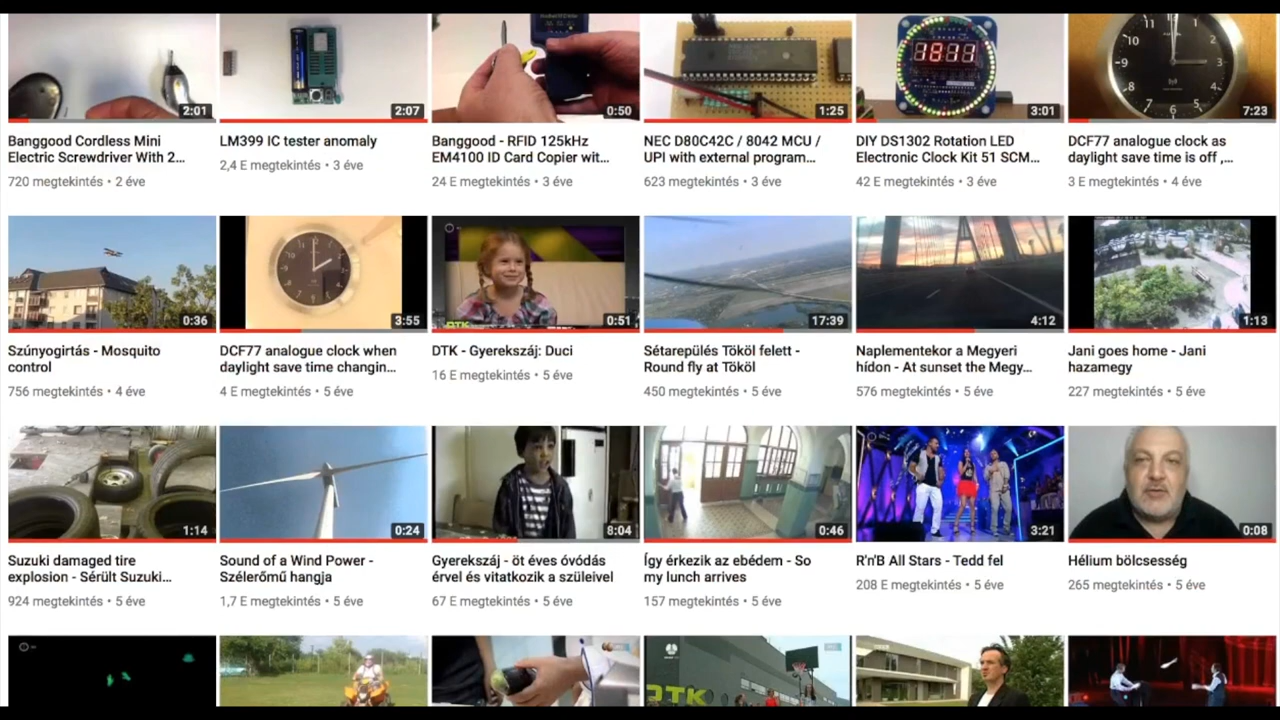 2:01
2:07
0:50
1:25
1811
3:01
7:23
Banggood Cordless Mini
Electric Screwdriver With 2...
720 megtekintés • 2 éve
LM399 IC tester anomaly
2,4 E megtekintés • 3 éve
Banggood - RFID 125kHz
EM4100 ID Card Copier wit...
24 E megtekintés • 3 éve
NEC D80C42C / 8042 MCU /
UPI with external program...
623 megtekintés • 3 éve
DIY DS1302 Rotation LED
Electronic Clock Kit 51 SCM...
42 E megtekintés • 3 éve
DCF77 analogue clock as
daylight save time is off ,...
3 E megtekintés • 4 éve
0:36
3:55
DTK
0:51
17:39
4:12
1:13
Szúnyogirtás - Mosquito
control
756 megtekintés • 4 éve
DCF77 analogue clock when
daylight save time changin...
4 E megtekintés • 5 éve
DTK - Gyerekszáj: Duci
16 E megtekintés • 5 éve
Sétarepülés Tököl felett -
Round fly at Tököl
450 megtekintés • 5 éve
Naplementekor a Megyeri
hídon - At sunset the Megy...
576 megtekintés • 5 éve
Jani goes home - Jani
hazamegy
227 megtekintés • 5 éve
1:14
0:24
8:04
0:46
3:21
0:08
Suzuki damaged tire
explosion - Sérült Suzuki...
924 megtekintés • 5 éve
Sound of a Wind Power -
Szélerőmű hangja
1,7 E megtekintés • 5 éve
Gyerekszáj - öt éves óvódás
érvel és vitatkozik a szüleivel
67 E megtekintés • 5 éve
Így érkezik az ebédem - So
my lunch arrives
157 megtekintés • 5 éve
R'n'B All Stars - Tedd fel
208 E megtekintés • 5 éve
Hélium bölcsesség
265 megtekintés • 5 éve
DTK